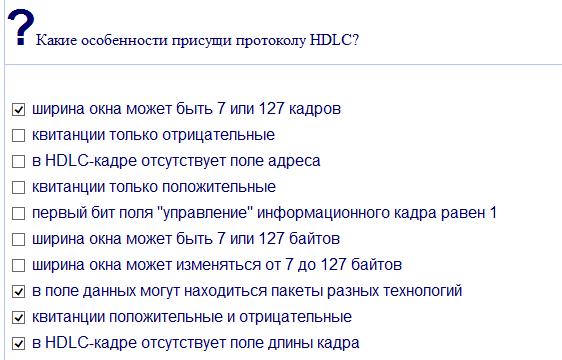 ? Какие особенности присущи протоколу HDLC?
ширина окна может быть 7 или 127 кадров
квитанции только отрицательные
в HDLC-кадре отсутствует поле адреса
квитанции только положительные
первый бит поля "управление" информационного кадра равен 1
ширина окна может быть 7 или 127 байтов
ширина окна может изменяться от 7 до 127 байтов
в поле данных могут находиться пакеты разных технологий
квитанции положительные и отрицательные
в HDLC-кадре отсутствует поле длины кадра